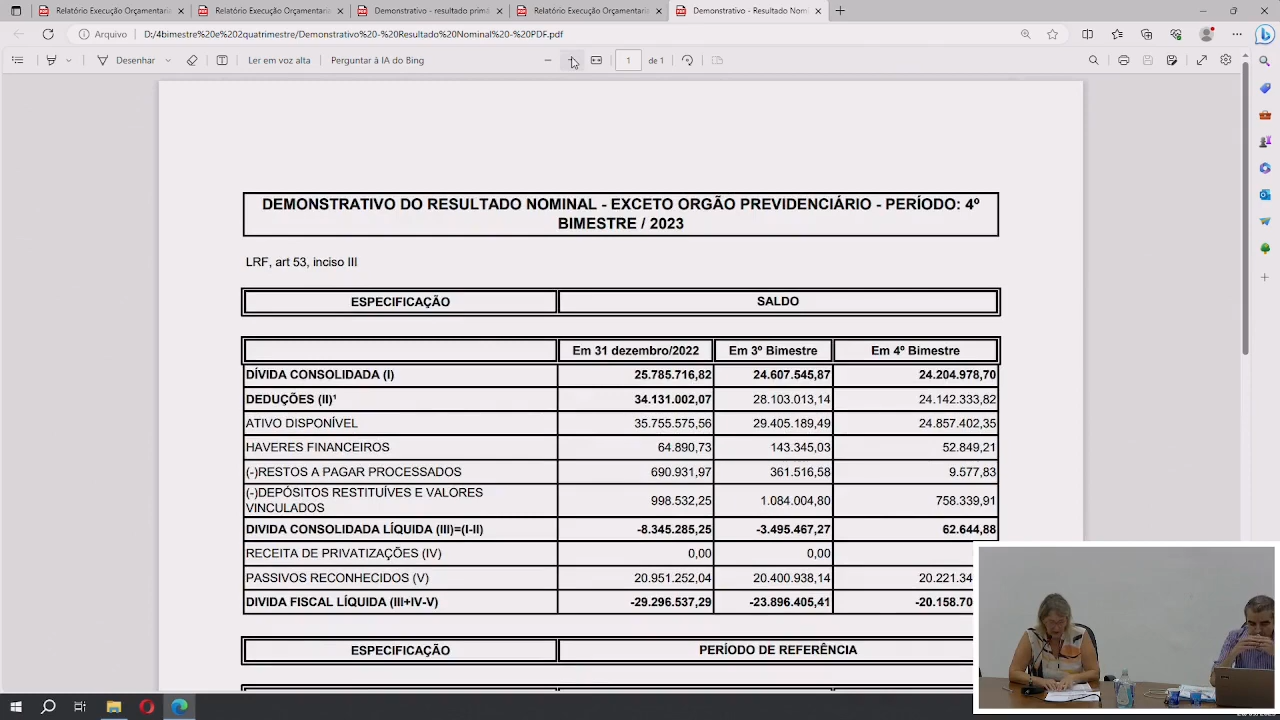 Relatório Execução Orçamentaria
Relatório Execução Orçamentaria
Demonstrativo - resultado primá
Relatório Execução Orçamentaria
Demonstrativo - Resultado Nomi
Arquivo
D:/4bimestre%20e%202quatrimestre/Demonstrativo%20-%20Resultado%20Nominal%20-%20PDF.pdf
Desenhar
Ler em voz alta
Perguntar à IA do Bing
1
de 1
DEMONSTRATIVO DO RESULTADO NOMINAL - EXCETO ORGÃO PREVIDENCIÁRIO - PERÍODO: 4º
BIMESTRE / 2023
LRF, art 53, inciso III
ESPECIFICAÇÃO SALDO
Em 31 dezembro/2022 Em 3º Bimestre Em 4º Bimestre
DÍVIDA CONSOLIDADA (I) 25.785.716,82 24.607.545,87 24.204.978,70
DEDUÇÕES (II)¹ 34.131.002,07 28.103.013,14 24.142.333,82
ATIVO DISPONÍVEL 35.755.575,56 29.405.189,49 24.857.402,35
HAVERES FINANCEIROS 64.890,73 143.345,03 52.849,21
(-)RESTOS A PAGAR PROCESSADOS 690.931,97 361.516,58 9.577,83
(-)DEPÓSITOS RESTITUÍVES E VALORES
VINCULADOS 998.532,25 1.084.004,80 758.339,91
DIVIDA CONSOLIDADA LÍQUIDA (III)=(I-II) -8.345.285,25 -3.495.467,27 62.644,88
RECEITA DE PRIVATIZAÇÕES (IV) 0,00 0,00
PASSIVOS RECONHECIDOS (V) 20.951.252,04 20.400.938,14 20.221.34
DIVIDA FISCAL LÍQUIDA (III+IV-V) -29.296.537,29 -23.896.405,41 -20.158.70
ESPECIFICAÇÃO PERÍODO DE REFERÊNCIA